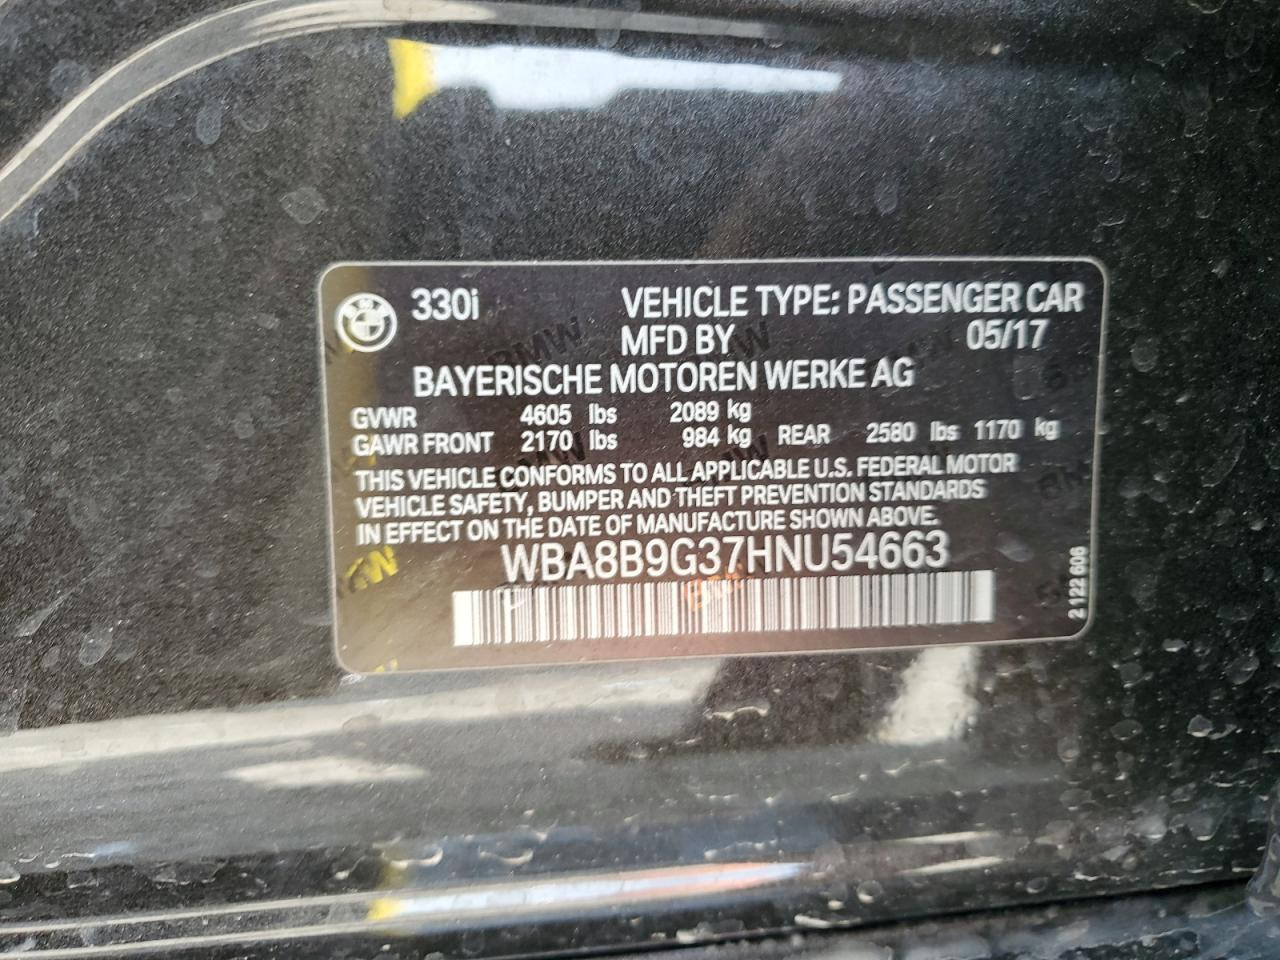 330i VEHICLE TYPE: PASSENGER CAR
MFD BY 05/17
BAYERISCHE MOTOREN WERKE AG
GVWR 4605 lbs 2089 kg
GAWR FRONT 2170 lbs 984 kg REAR 2580 lbs 1170 kg
THIS VEHICLE CONFORMS TO ALL APPLICABLE U.S. FEDERAL MOTOR
VEHICLE SAFETY, BUMPER AND THEFT PREVENTION STANDARDS
IN EFFECT ON THE DATE OF MANUFACTURE SHOWN ABOVE.
WBA8B9G37HNU54663
2 122 606